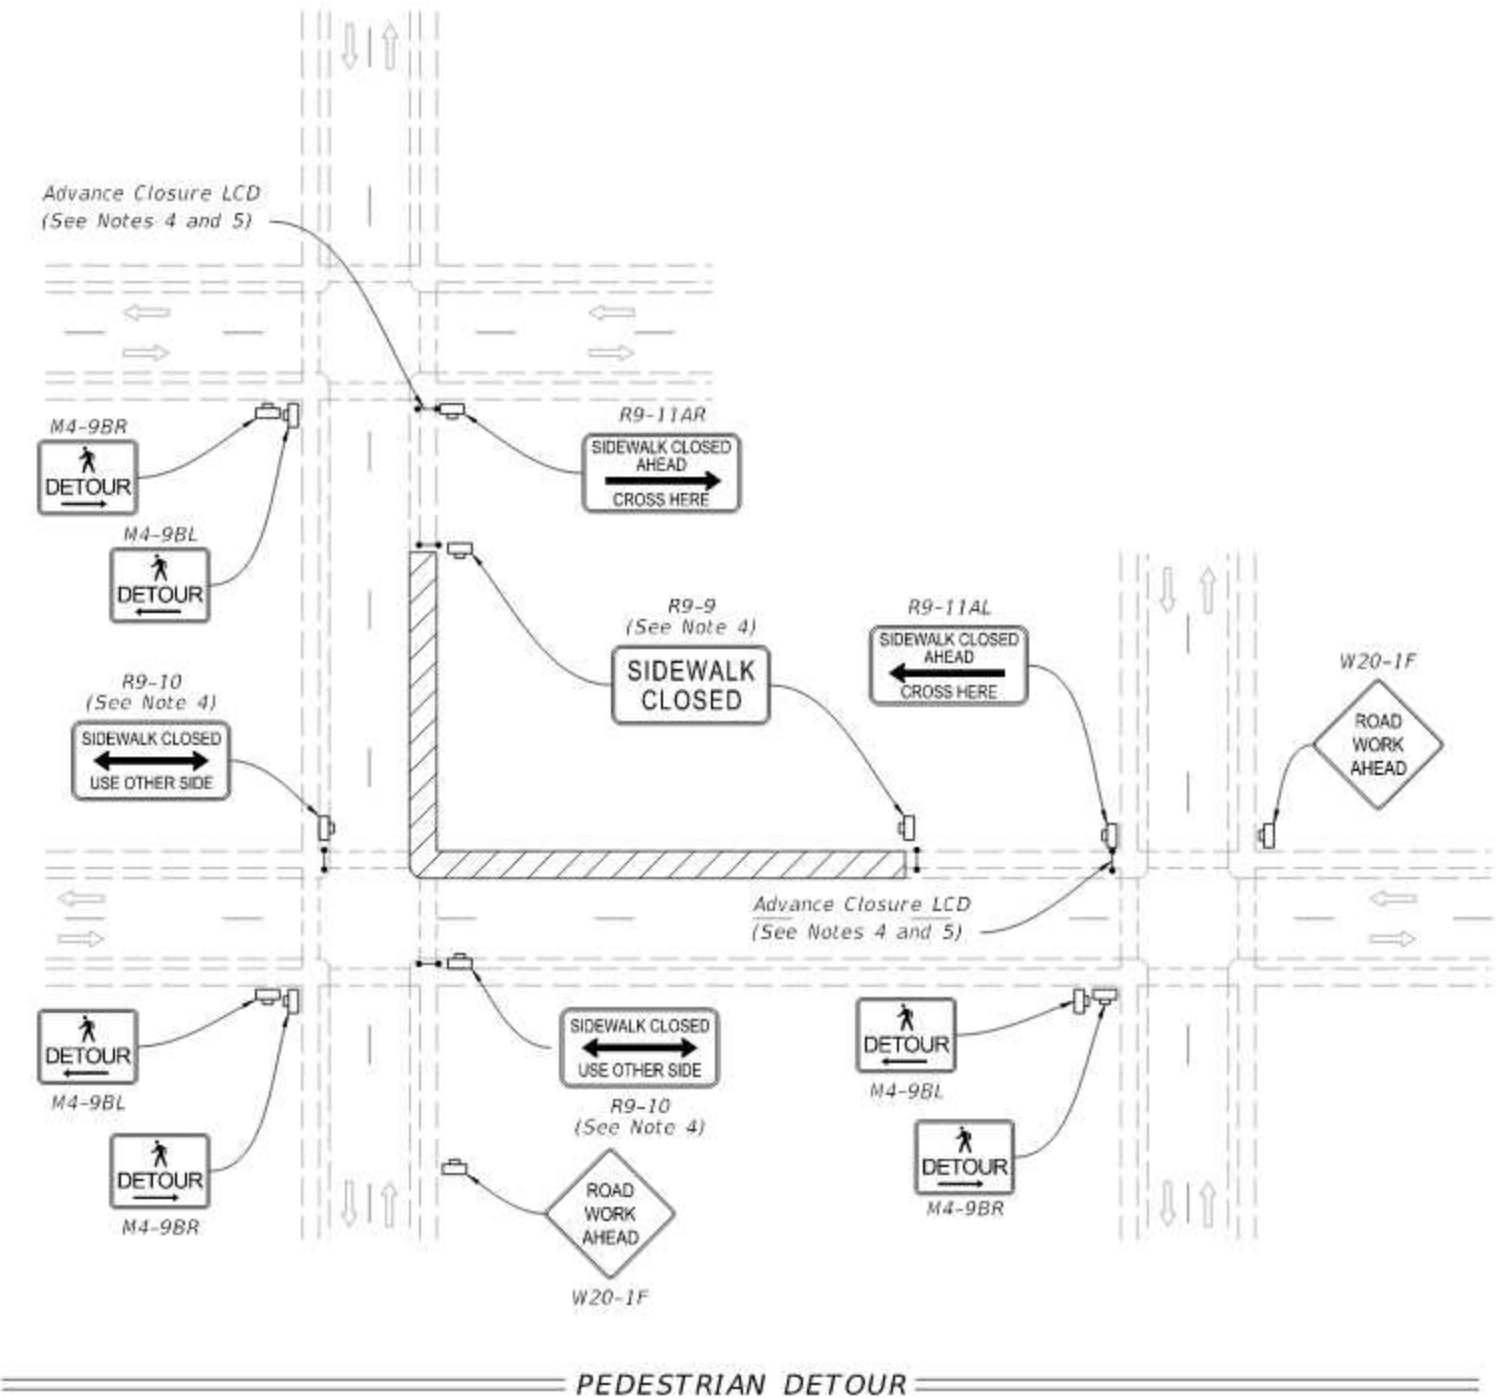 Advance Closure LCD
(See Notes 4 and 5)
M4-9BR
DETOUR
M4-9BL
DETOUR
R9-11AR
SIDEWALK CLOSED
AHEAD
CROSS HERE
R9-10
(See Note 4)
SIDEWALK CLOSED
USE OTHER SIDE
R9-9
(See Note 4)
SIDEWALK
CLOSED
R9-11AL
SIDEWALK CLOSED
AHEAD
CROSS HERE
W20-1F
ROAD
WORK
AHEAD
Advance Closure LCD
(See Notes 4 and 5)
DETOUR
M4-9BL
DETOUR
M4-9BR
SIDEWALK CLOSED
USE OTHER SIDE
R9-10
(See Note 4)
ROAD
WORK
AHEAD
W20-1F
DETOUR
M4-9BL
DETOUR
M4-9BR
PEDESTRIAN DETOUR